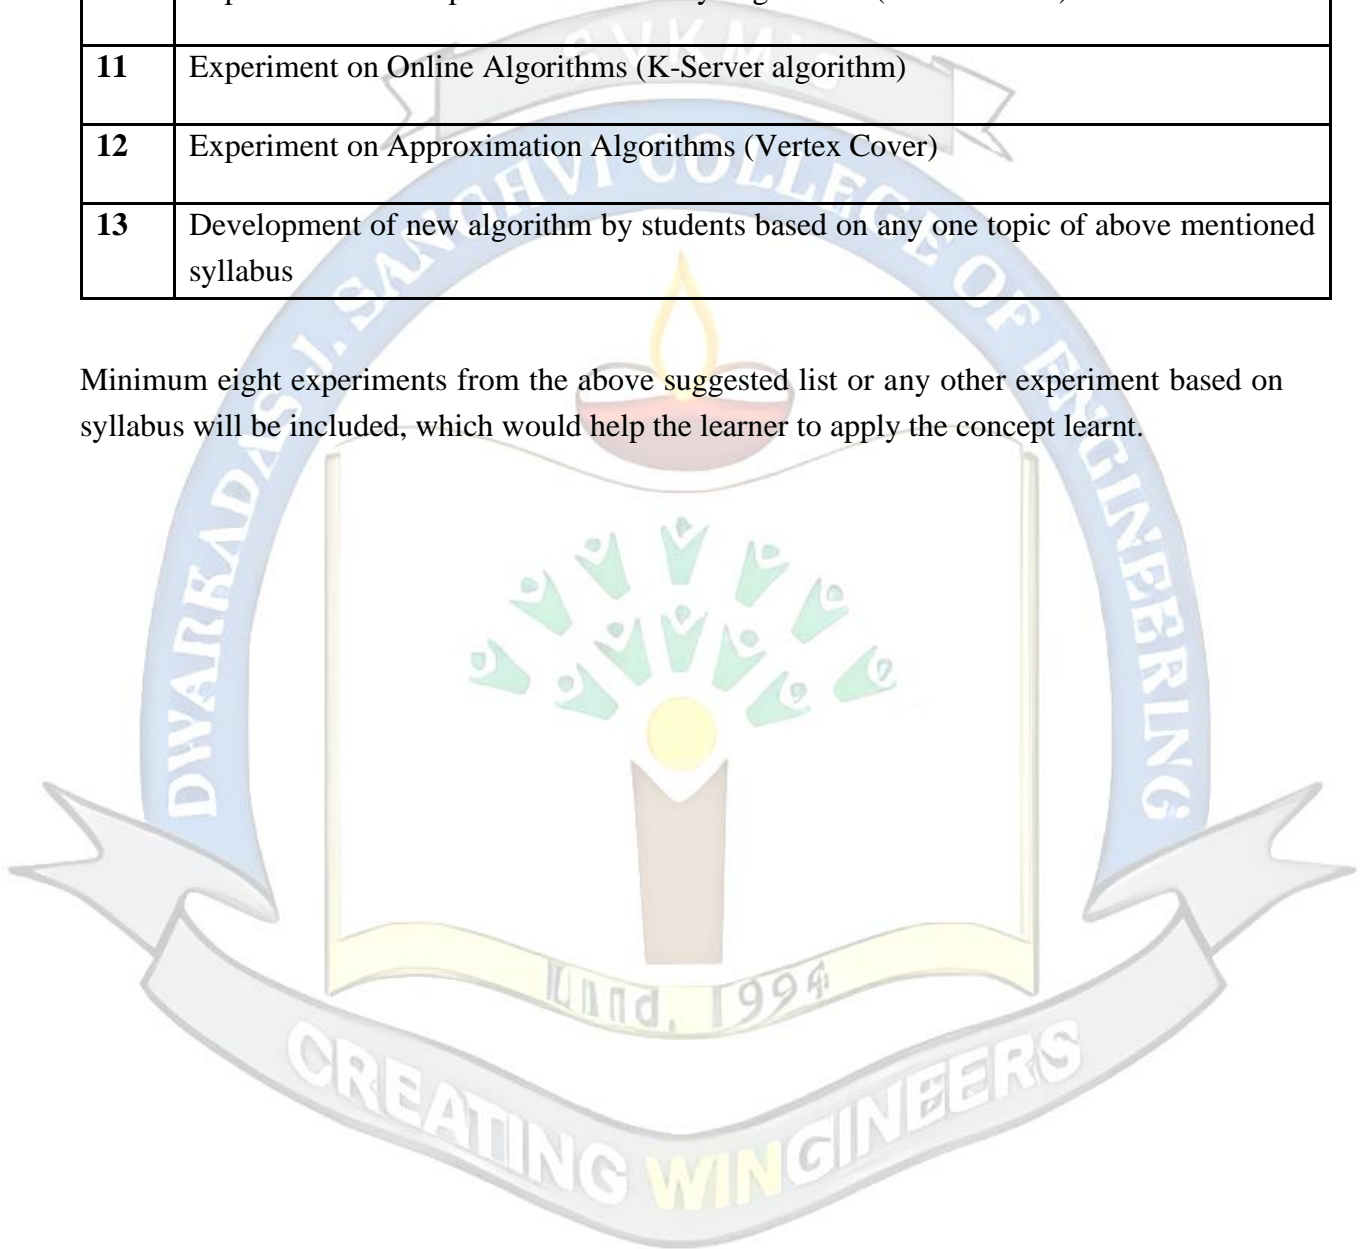 11 Experiment on Online Algorithms (K-Server algorithm)
12 Experiment on Approximation Algorithms (Vertex Cover)
13 Development of new algorithm by students based on any one topic of above mentioned
syllabus
Minimum eight experiments from the above suggested list or any other experiment based on
syllabus will be included, which would help the learner to apply the concept learnt.
DWARKADAS J. SANGHVI COLLEGE OF ENGINEERING
1994
CREATING WINGINEERS